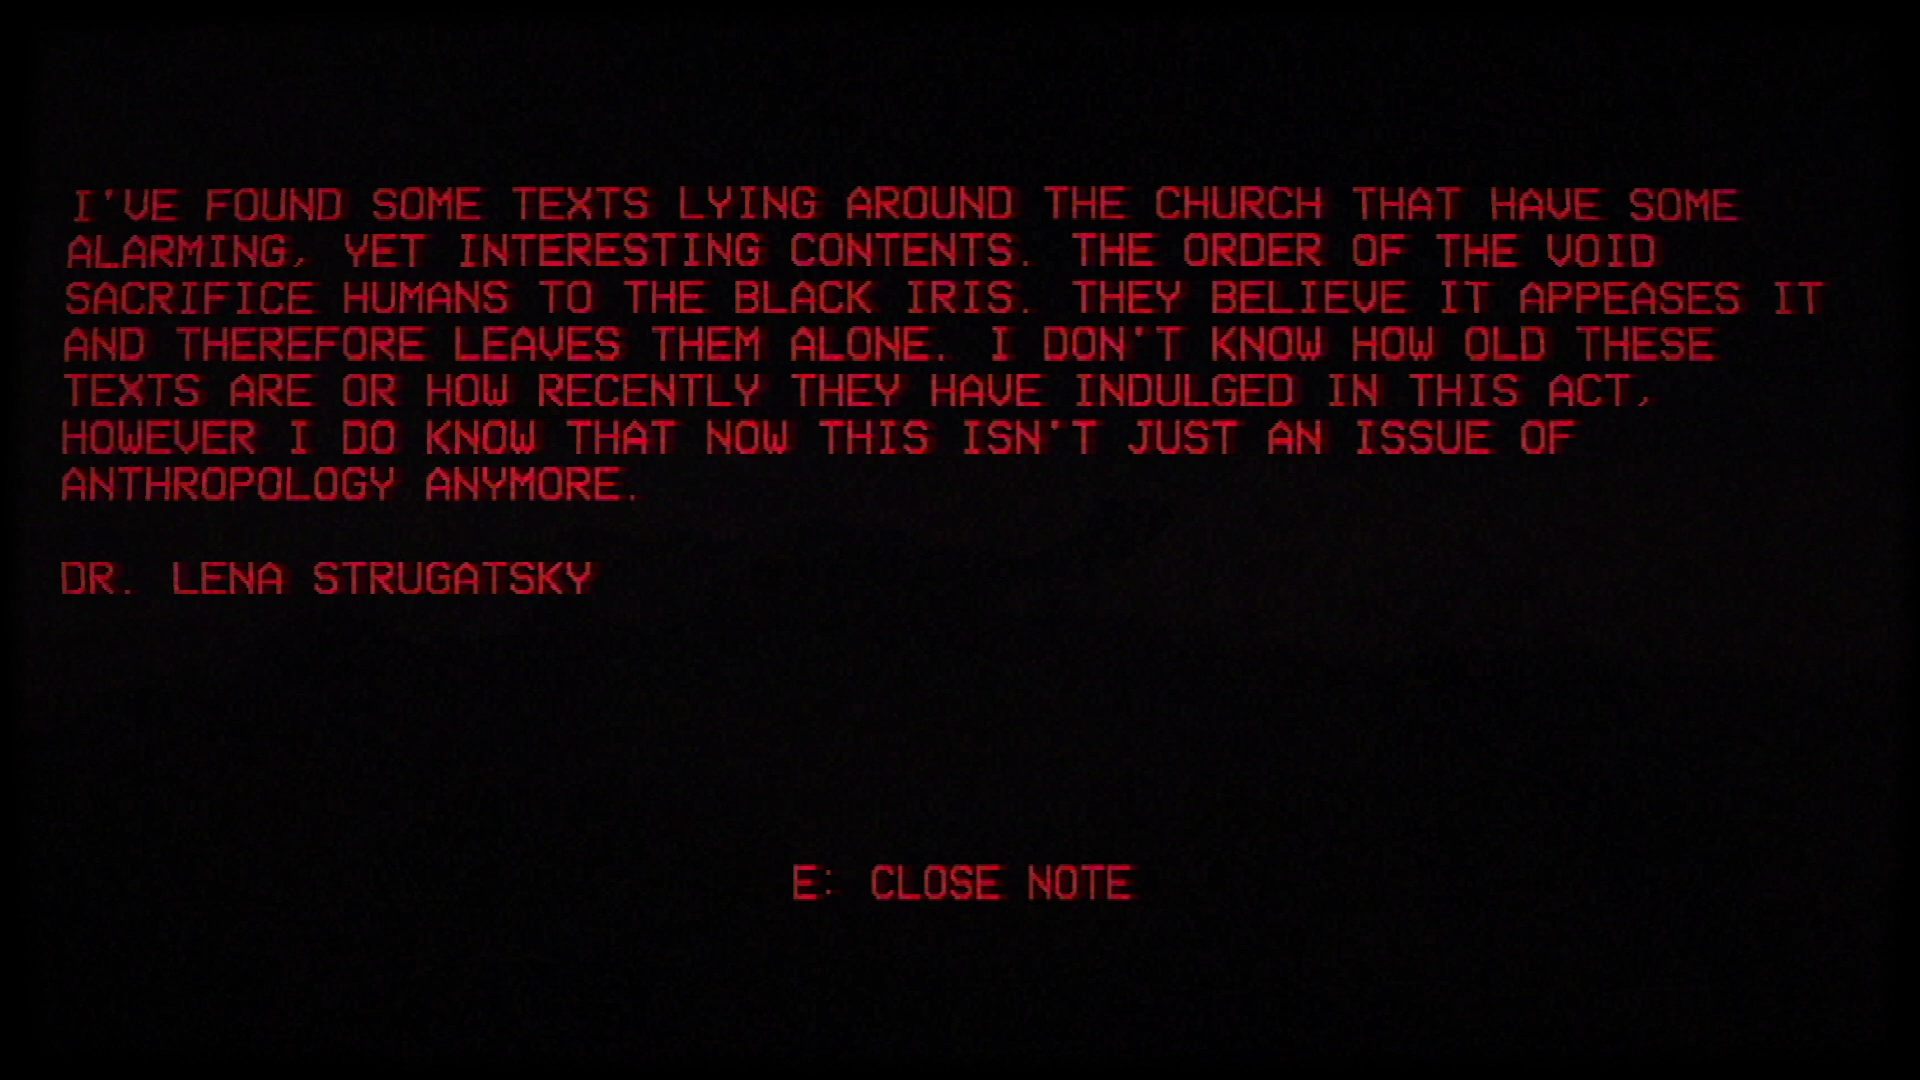 I'VE FOUND SOME TEXTS LYING AROUND THE CHURCH THAT HAVE SOME
ALARMING, YET INTERESTING CONTENTS. THE ORDER OF THE VOID
SACRIFICE HUMANS TO THE BLACK IRIS. THEY BELIEVE IT APPEASES IT
AND THEREFORE LEAVES THEM ALONE. I DON'T KNOW HOW OLD THESE
TEXTS ARE OR HOW RECENTLY THEY HAVE INDULGED IN THIS ACT,
HOWEVER I DO KNOW THAT NOW THIS ISN'T JUST AN ISSUE OF
ANTHROPOLOGY ANYMORE.
DR. LENA STRUGATSKY
E: CLOSE NOTE